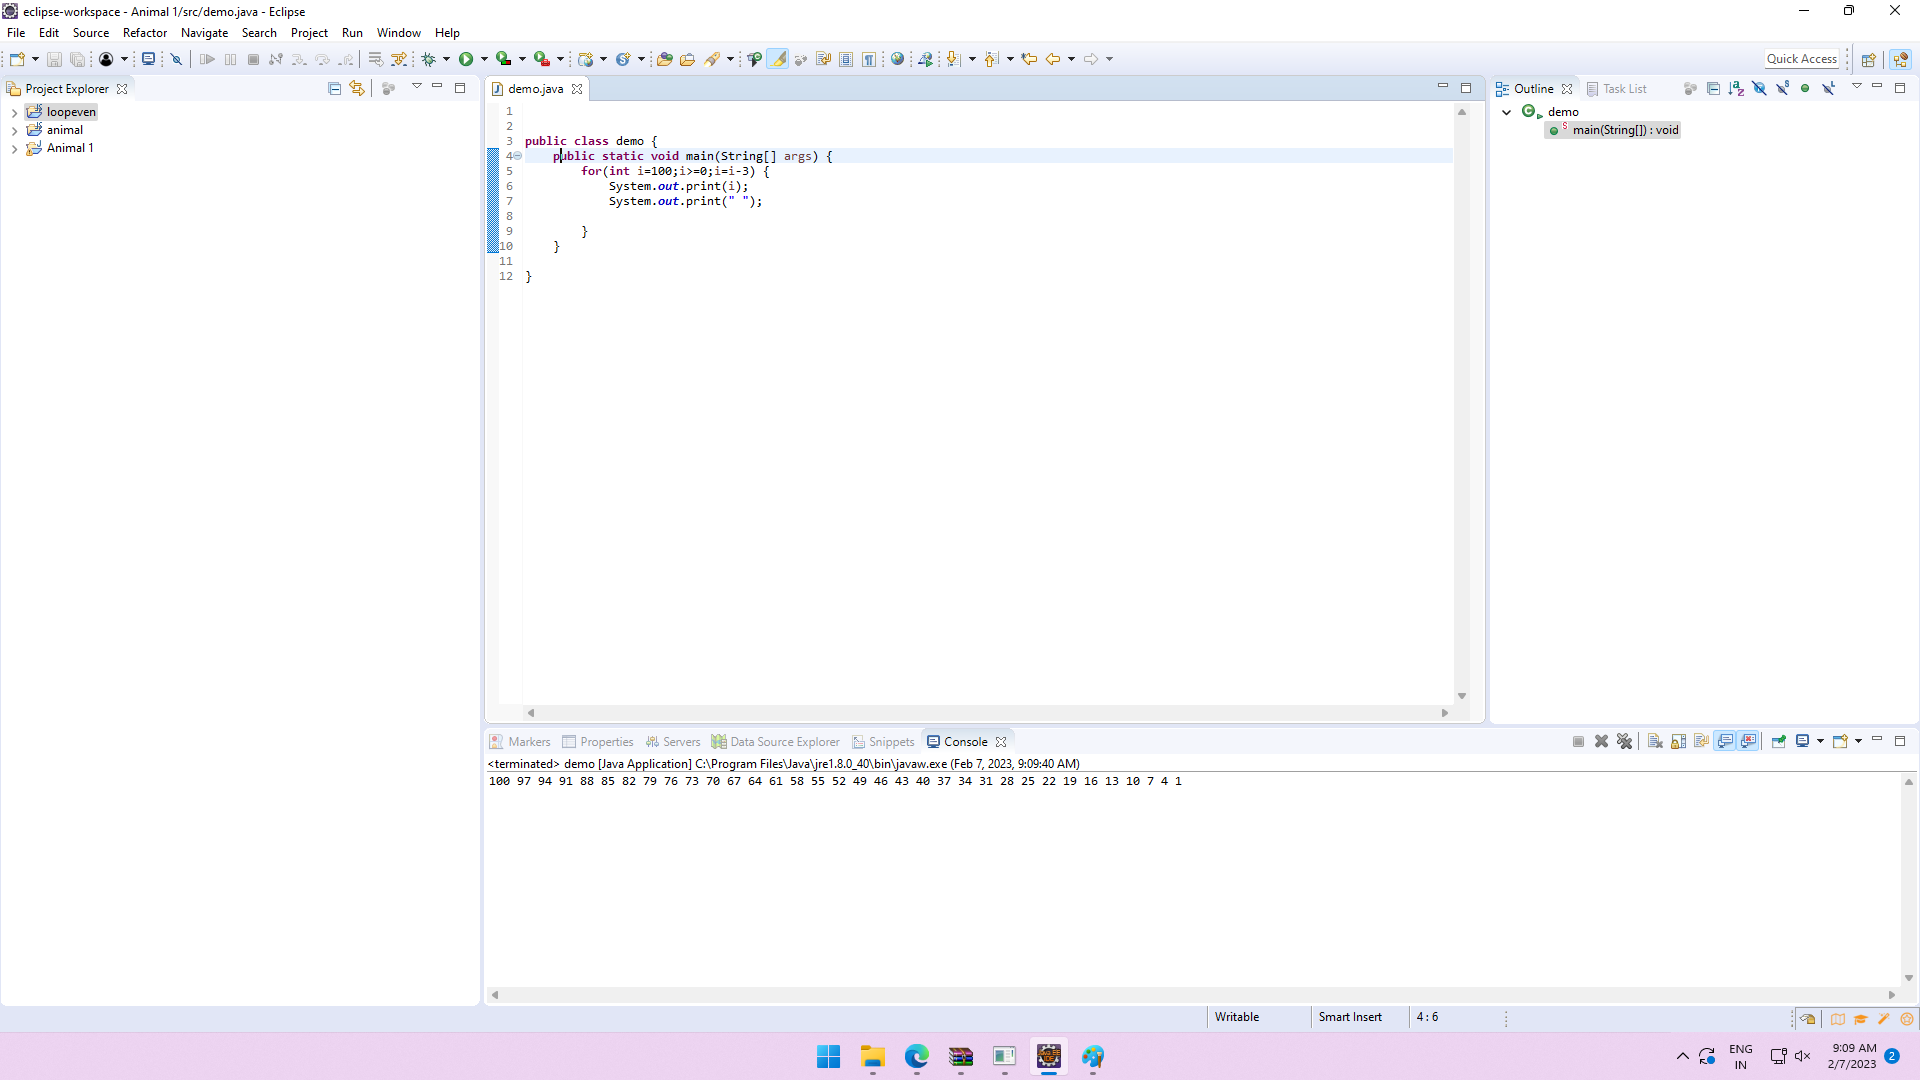 eclipse-workspace - Animal 1/src/demo.java - Eclipse
File Edit Source Refactor Navigate Search Project Run Window Help
Quick Access
Project Explorer
loopeven
animal
Animal 1
demo.java
1
2
3 public class demo {
4 public static void main(String[] args) {
5 for(int i=100;i>=0;i=i-3) {
6 System.out.print(i);
7 System.out.print(" ");
8
9 }
10 }
11
12 }
Outline Task List
demo
main(String[]) : void
Markers Properties Servers Data Source Explorer Snippets Console
<terminated> demo [Java Application] C:\Program Files\Java\jre1.8.0_40\bin\javaw.exe (Feb 7, 2023, 9:09:40 AM)
100 97 94 91 88 85 82 79 76 73 70 67 64 61 58 55 52 49 46 43 40 37 34 31 28 25 22 19 16 13 10 7 4 1
Writable Smart Insert 4 : 6
ENG
IN
9:09 AM
2/7/2023
2